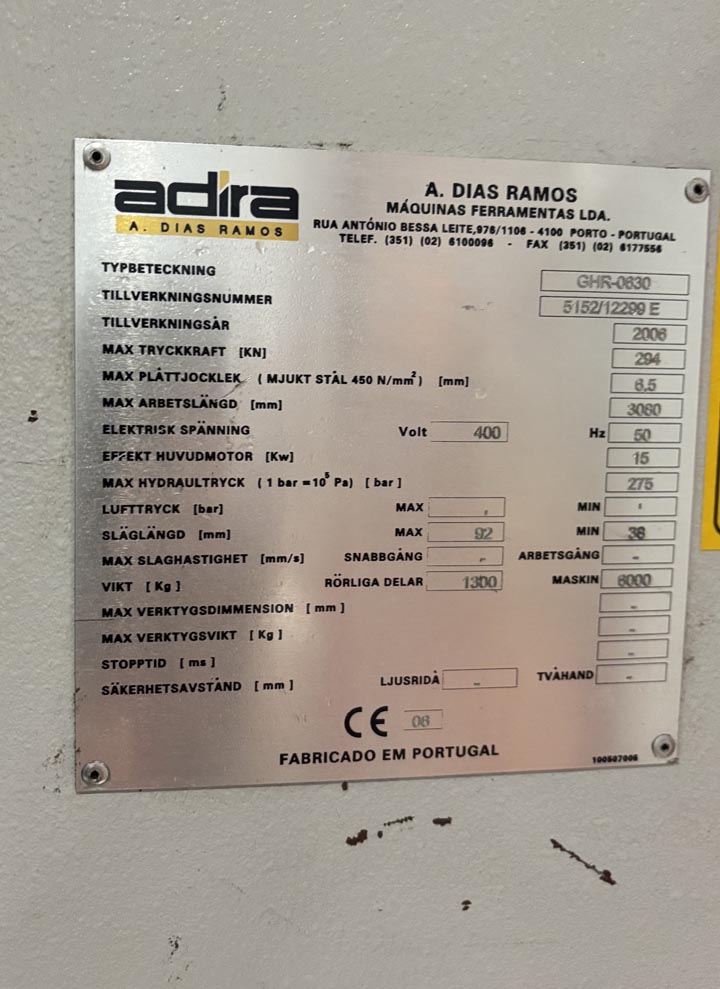 adira
A. DIAS RAMOS
A. DIAS RAMOS
MÁQUINAS FERRAMENTAS LDA.
RUA ANTÓNIO BESSA LEITE,976/1106 - 4100 PORTO - PORTUGAL
TELEF. (351) (02) 6100096 - FAX (351) (02) 6177556
TYPBETECKNING GHR-0630
TILLVERKNINGSNUMMER 5152/12299 E
TILLVERKNINGSÅR 2006
MAX TRYCKKRAFT [KN] 294
MAX PLÅTTJOCKLEK ( MJUKT STÅL 450 N/mm²) [mm] 6.5
MAX ARBETSLÄNGD [mm] 3060
ELEKTRISK SPÄNNING Volt 400 Hz 50
EFFEKT HUVUDMOTOR [Kw] 15
MAX HYDRAULTRYCK ( 1 bar =10⁵ Pa) [ bar ] 275
LUFTTRYCK [bar] MAX - MIN -
SLÄGLÄNGD [mm] MAX 92 MIN 36
MAX SLAGHASTIGHET [mm/s] SNABBGÅNG - ARBETSGÅNG -
VIKT [ Kg ] RÖRLIGA DELAR 1300 MASKIN 6000
MAX VERKTYGSDIMMENSION [ mm ] -
MAX VERKTYGSVIKT [ Kg ] -
STOPPTID [ ms ] -
SÄKERHETSAVSTÅND [ mm ] LJUSRIDÅ - TVÅHAND -
CE 06
FABRICADO EM PORTUGAL
100507006